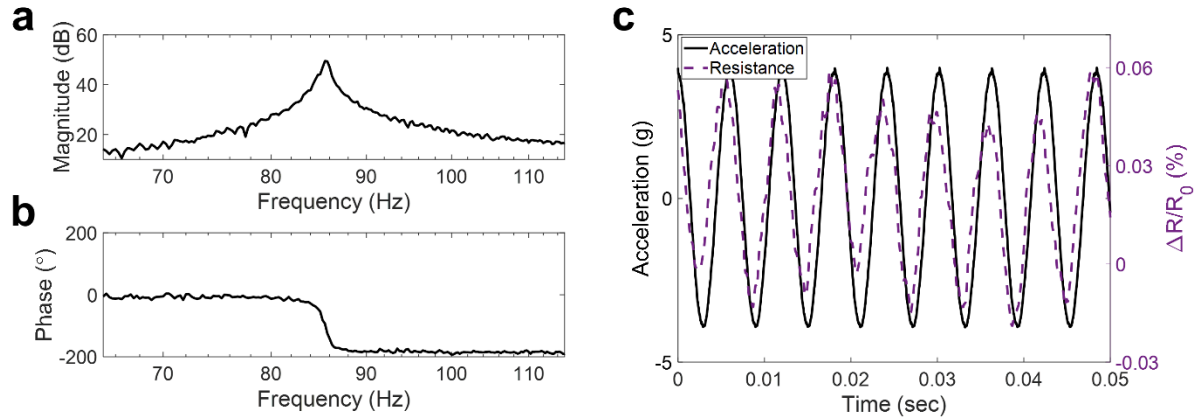 a
60
40
20
Magnitude (dB)
70
80
90
100
110
Frequency (Hz)
b
200
0
-200
Phase (°)
70
80
90
100
110
Frequency (Hz)
c
Acceleration
Resistance
5
0
-5
Acceleration (g)
0.06
0.03
0
-0.03
ΔR/R₀ (%)
0
0.01
0.02
0.03
0.04
0.05
Time (sec)